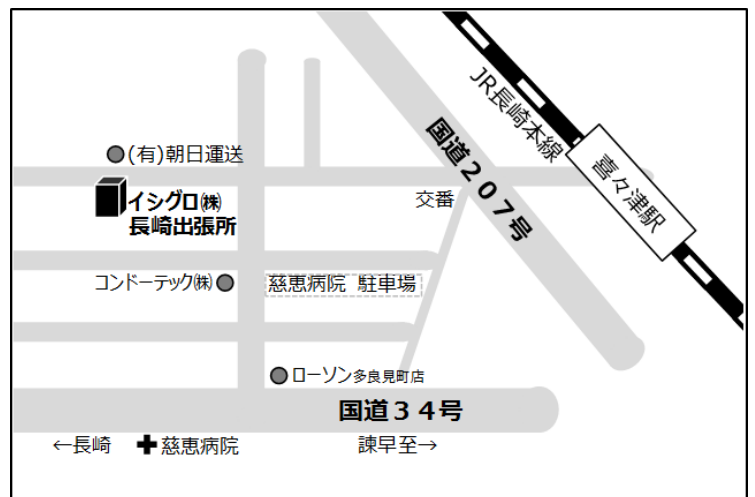 JR長崎本線
喜々津駅
国道207号
●(有)朝日運送
イシグロ㈱
長崎出張所
交番
コンドーテック㈱●
慈恵病院 駐車場
●ローソン多良見町店
国道34号
←長崎
✚慈恵病院
諫早至→